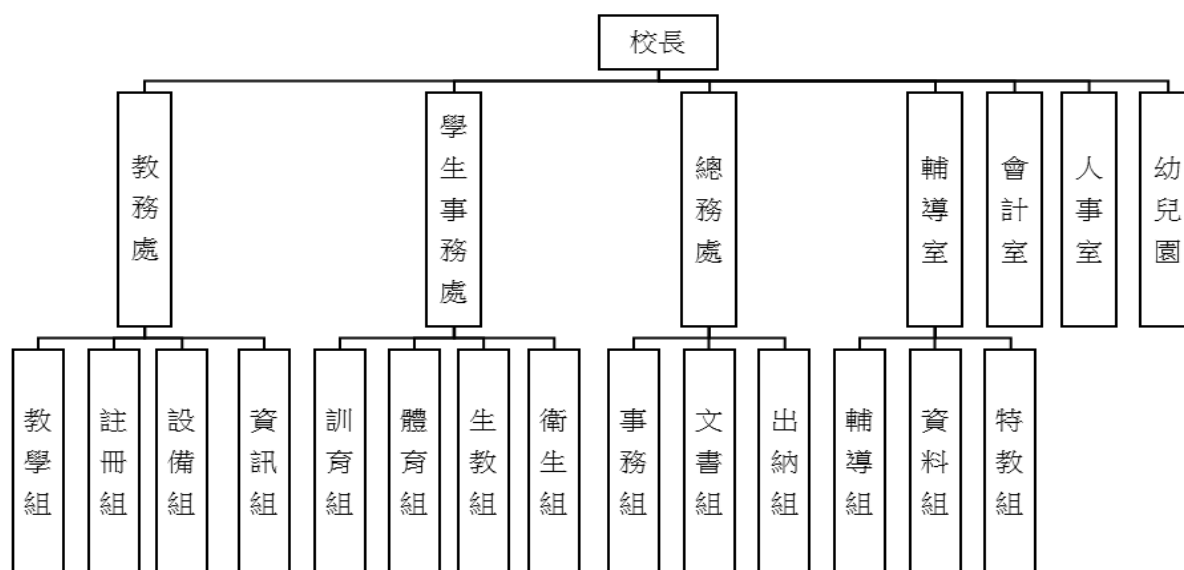 校長
教務處
學生事務處
總務處
輔導室
會計室
人事室
幼兒園
教學組
註冊組
設備組
資訊組
訓育組
體育組
生教組
衛生組
事務組
文書組
出納組
輔導組
資料組
特教組